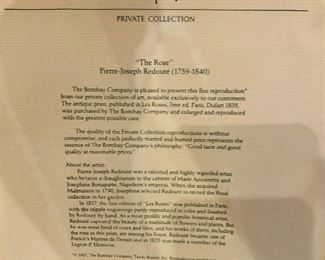 PRIVATE COLLECTION
"The Rose"
Pierre-Joseph Redouté (1759-1840)
The Bombay Company is pleased to present this fine reproduction*
from our private collection of art, available exclusively to our customers.
The antique print, published in Les Roses, 3me ed. Paris, Dufart 1835,
was purchased by The Bombay Company and enlarged and reproduced
with the greatest possible care.
The quality of the Private Collection reproductions is without
compromise, and each perfectly matted and framed print represents the
essence of The Bombay Company's philosophy: "Good taste and good
quality at reasonable prices".
About the artist:
Pierre-Joseph Redouté was a talented and highly regarded artist
who became a draughtsman to the cabinet of Marie Antoinette and
Josephine Bonaparte, Napoleon's empress. When she acquired
Malmaison in 1790, Josephine selected Redouté to record the floral
collection in her garden.
In 1817, the first edition of "Les Roses" was published in Paris,
with the stipple engravings partly reproduced in color and finished
by Redouté by hand. As a most prolific and popular botanical artist,
Redouté captured the beauty of a multitude of flowers and plants. But
he was most fond of roses and lilies, and his works of them, including
the rose in this print, are among his finest. Redouté became one of
France's Maitres de Dessin and in 1825 was made a member of the
Legion d'Honneur.
© 1987, The Bombay Company, Tandy Brands, Inc.